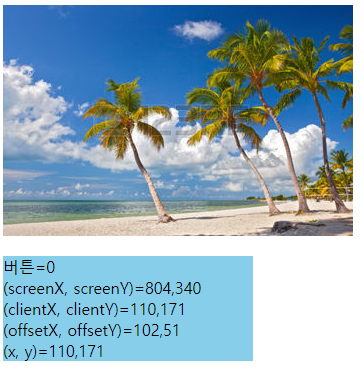 버튼=0
(screenX, screenY)=804,340
(clientX, clientY)=110,171
(offsetX, offsetY)=102,51
(x, y)=110,171